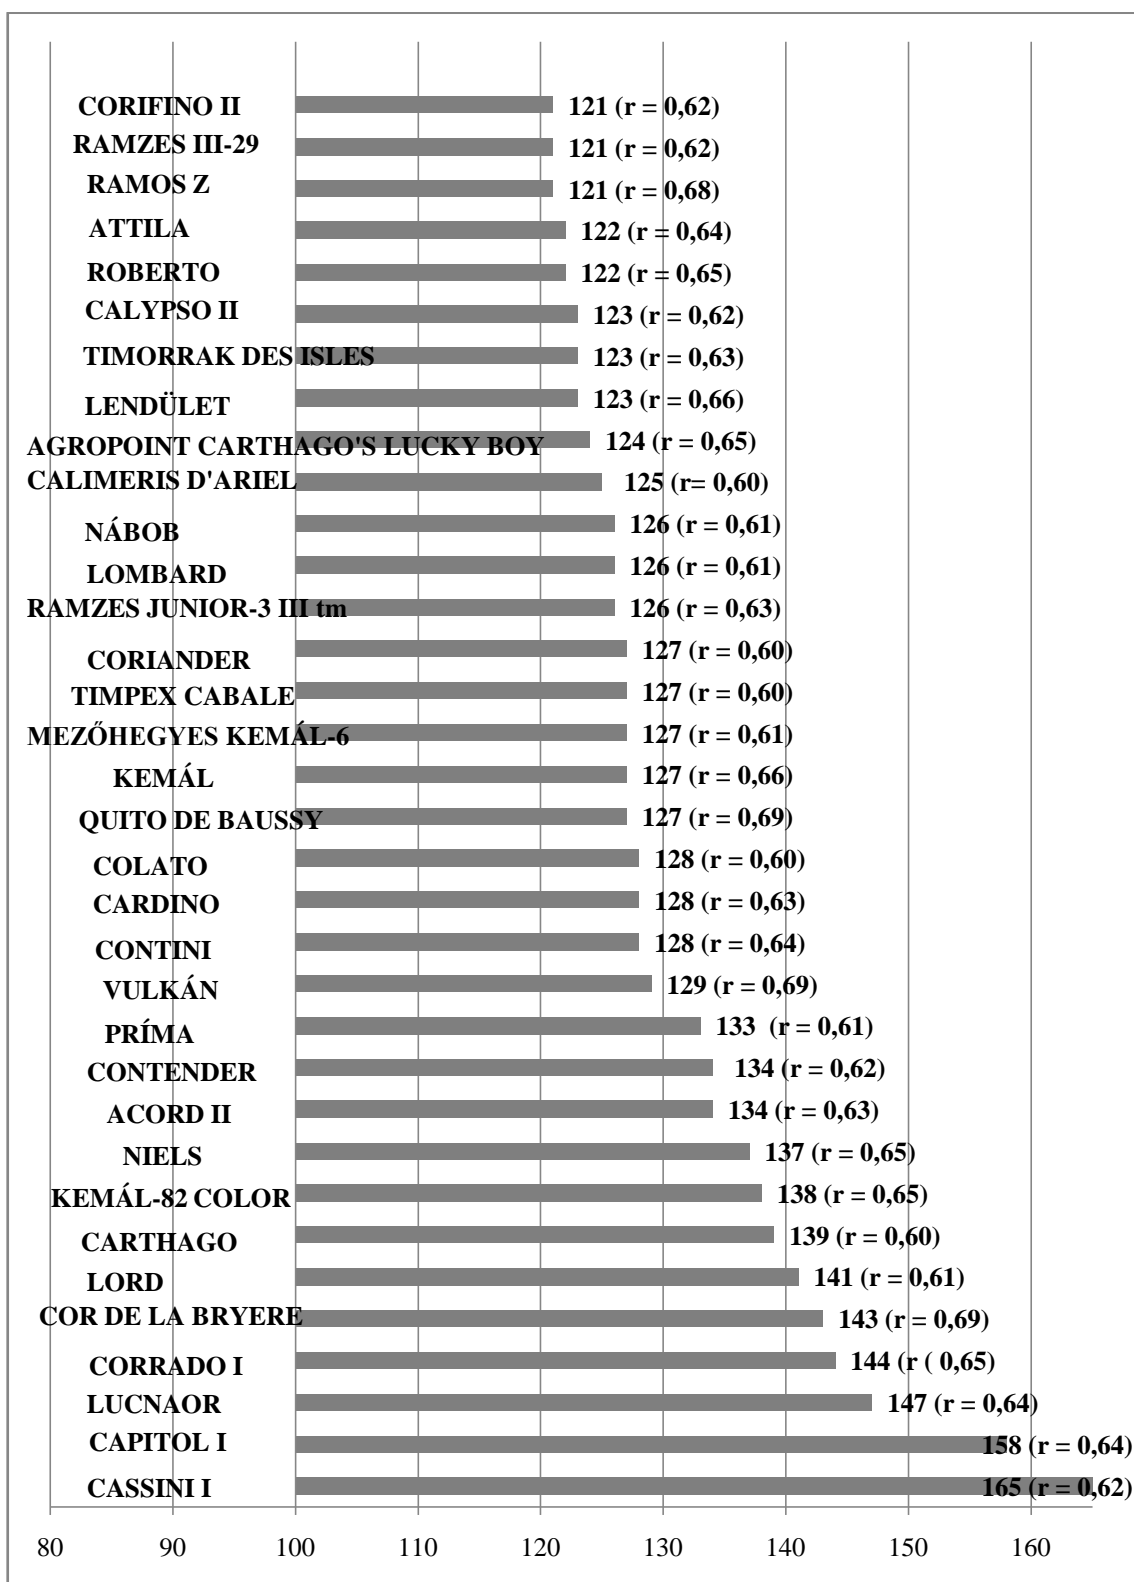 CORIFINO II 121 (r = 0,62)
RAMZES III-29 121 (r = 0,62)
RAMOS Z 121 (r = 0,68)
ATTILA 122 (r = 0,64)
ROBERTO 122 (r = 0,65)
CALYPSO II 123 (r = 0,62)
TIMORRAK DES ISLES 123 (r = 0,63)
LENDÜLET 123 (r = 0,66)
AGROPOINT CARTHAGO'S LUCKY BOY 124 (r = 0,65)
CALIMERIS D'ARIEL 125 (r= 0,60)
NÁBOB 126 (r = 0,61)
LOMBARD 126 (r = 0,61)
RAMZES JUNIOR-3 III tm 126 (r = 0,63)
CORIANDER 127 (r = 0,60)
TIMPEX CABALE 127 (r = 0,60)
MEZŐHEGYES KEMÁL-6 127 (r = 0,61)
KEMÁL 127 (r = 0,66)
QUITO DE BAUSSY 127 (r = 0,69)
COLATO 128 (r = 0,60)
CARDINO 128 (r = 0,63)
CONTINI 128 (r = 0,64)
VULKÁN 129 (r = 0,69)
PRÍMA 133 (r = 0,61)
CONTENDER 134 (r = 0,62)
ACORD II 134 (r = 0,63)
NIELS 137 (r = 0,65)
KEMÁL-82 COLOR 138 (r = 0,65)
CARTHAGO 139 (r = 0,60)
LORD 141 (r = 0,61)
COR DE LA BRYERE 143 (r = 0,69)
CORRADO I 144 (r ( 0,65)
LUCNAOR 147 (r = 0,64)
CAPITOL I 158 (r = 0,64)
CASSINI I 165 (r = 0,62)
80 90 100 110 120 130 140 150 160